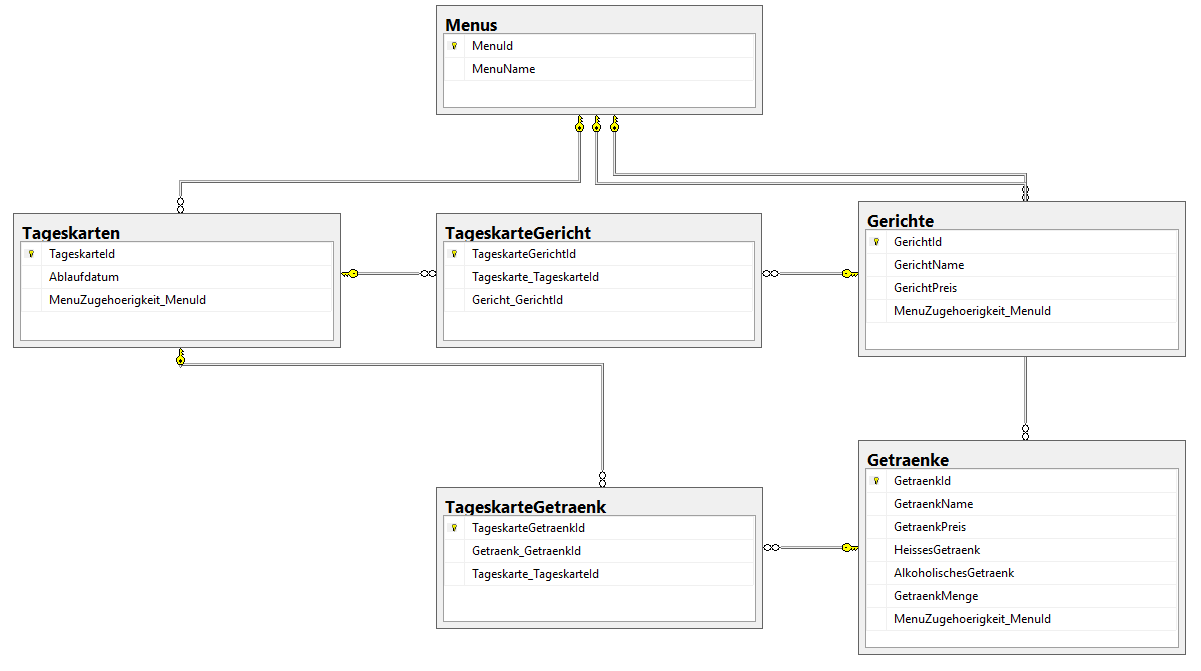 Menus
MenuId
MenuName
Tageskarten
TageskarteId
Ablaufdatum
MenuZugehoerigkeit_MenuId
TageskarteGericht
TageskarteGerichtId
Tageskarte_TageskarteId
Gericht_GerichtId
Gerichte
GerichtId
GerichtName
GerichtPreis
MenuZugehoerigkeit_MenuId
TageskarteGetraenk
TageskarteGetraenkId
Getraenk_GetraenkId
Tageskarte_TageskarteId
Getraenke
GetraenkId
GetraenkName
GetraenkPreis
HeissesGetraenk
AlkoholischesGetraenk
GetraenkMenge
MenuZugehoerigkeit_MenuId